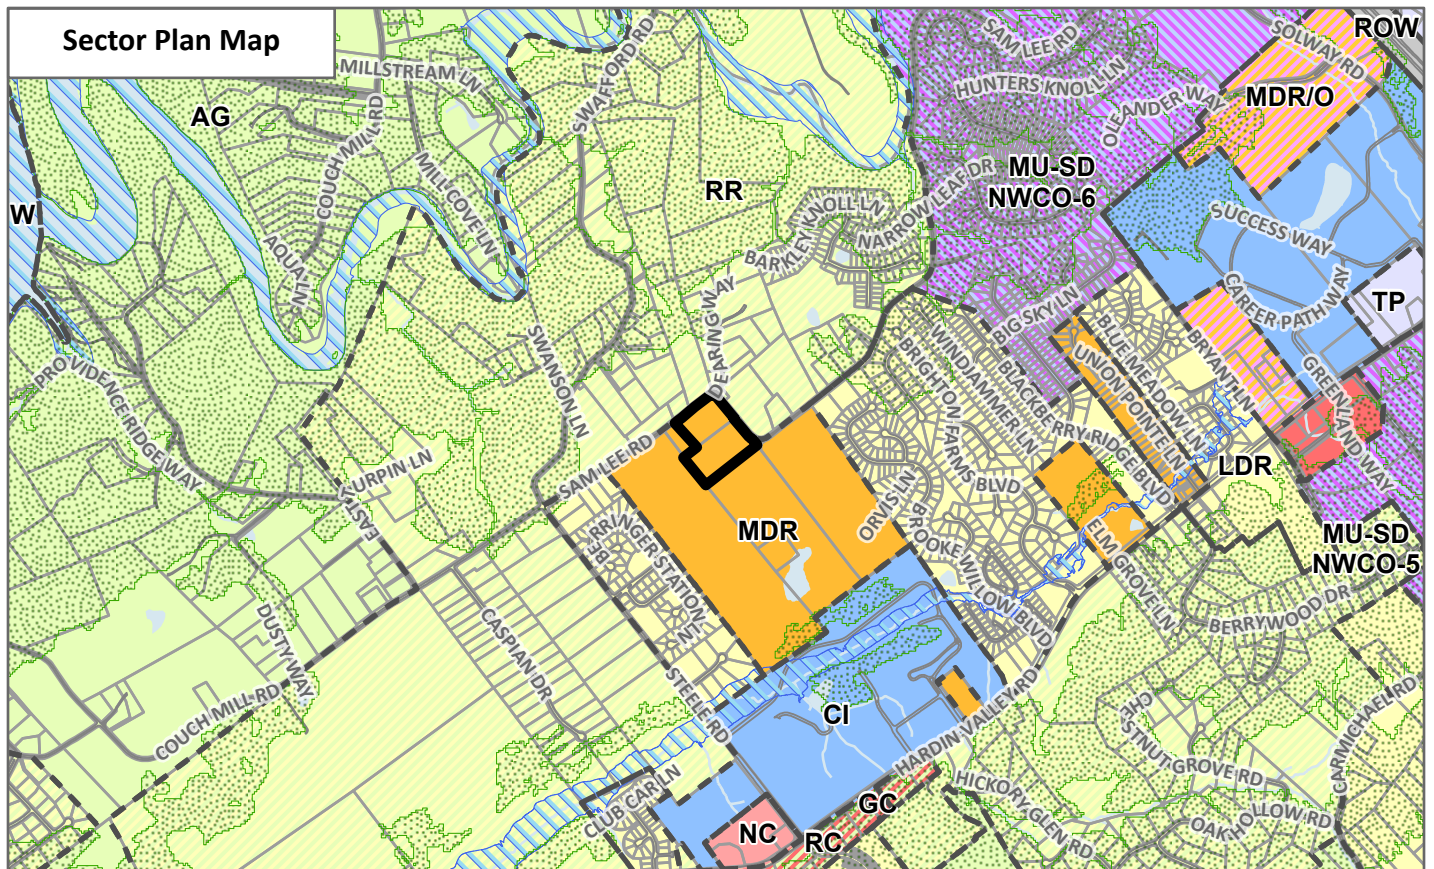 Sector Plan Map
ROW
SAM LEE RD
SOLWAY RD
SWAFFORD RD
MILLSTREAM LN
HUNTERS KNOLL LN
MDR/O
AG
OLEANDER WAY
COUCH MILL RD
MU-SD
NWCO-6
MILL COVE LN
RR
NARROW LEAF DR
BARKLEY KNOLL LN
W
SUCCESS WAY
AQUA LN
CAREER PATH WAY
TP
DEARING WAY
BIG SKY LN
PROVIDENCE RIDGE WAY
SWANSON LN
WINDJAMMER LN
BLUE MEADOW LN
BRYANT LN
UNION POINTE LN
BRIGHTON FARMS BLVD
BLACKBERRY RIDGE BLVD
GREENLAND WAY
TURPIN LN
SAM LEE RD
LDR
EAST
ORVIS LN
MDR
BERRINGER STATION LN
BROOKE WILLOW BLVD
ELM GROVE LN
MU-SD
NWCO-5
BERRYWOOD DR
DUSTY WAY
CASPIAN DR
STEELE RD
COUCH MILL RD
CI
HARDIN VALLEY RD
CHESTNUT GROVE RD
CARMICHAEL RD
CLUB CAR LN
HICKORY GLEN RD
GC
OAK HOLLOW RD
NC
RC